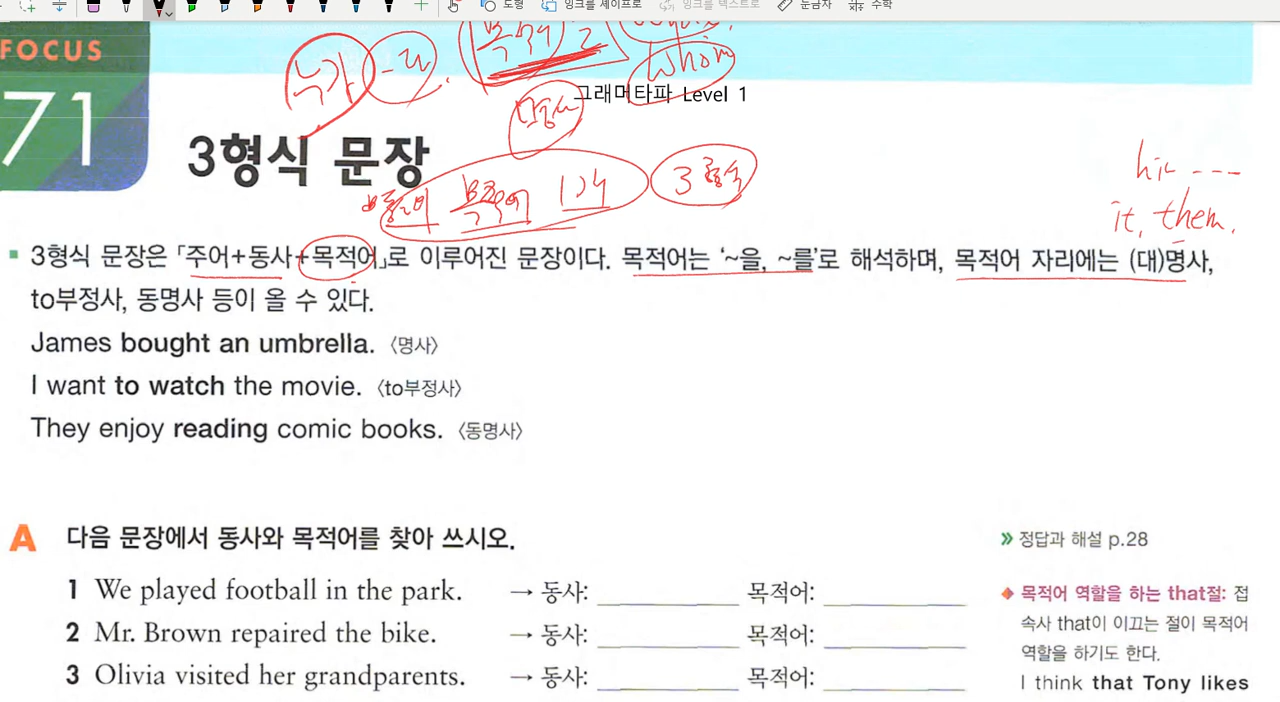 도형
잉크를 셰이프로
잉크를 텍스트로
눈금자
수학
FOCUS
71
누가
목적어 를
whom
그래머타파 Level 1
명사
3형식 문장
목적어 1개
3형식
it, them.
3형식 문장은 「주어+동사+목적어」로 이루어진 문장이다. 목적어는 ‘~을, ~를’로 해석하며, 목적어 자리에는 (대)명사,
to부정사, 동명사 등이 올 수 있다.
James bought an umbrella. 〈명사〉
I want to watch the movie. 〈to부정사〉
They enjoy reading comic books. 〈동명사〉
A 다음 문장에서 동사와 목적어를 찾아 쓰시오.
1 We played football in the park. → 동사: 목적어:
2 Mr. Brown repaired the bike. → 동사: 목적어:
3 Olivia visited her grandparents. → 동사: 목적어:
» 정답과 해설 p.28
◆ 목적어 역할을 하는 that절: 접
속사 that이 이끄는 절이 목적어
역할을 하기도 한다.
I think that Tony likes